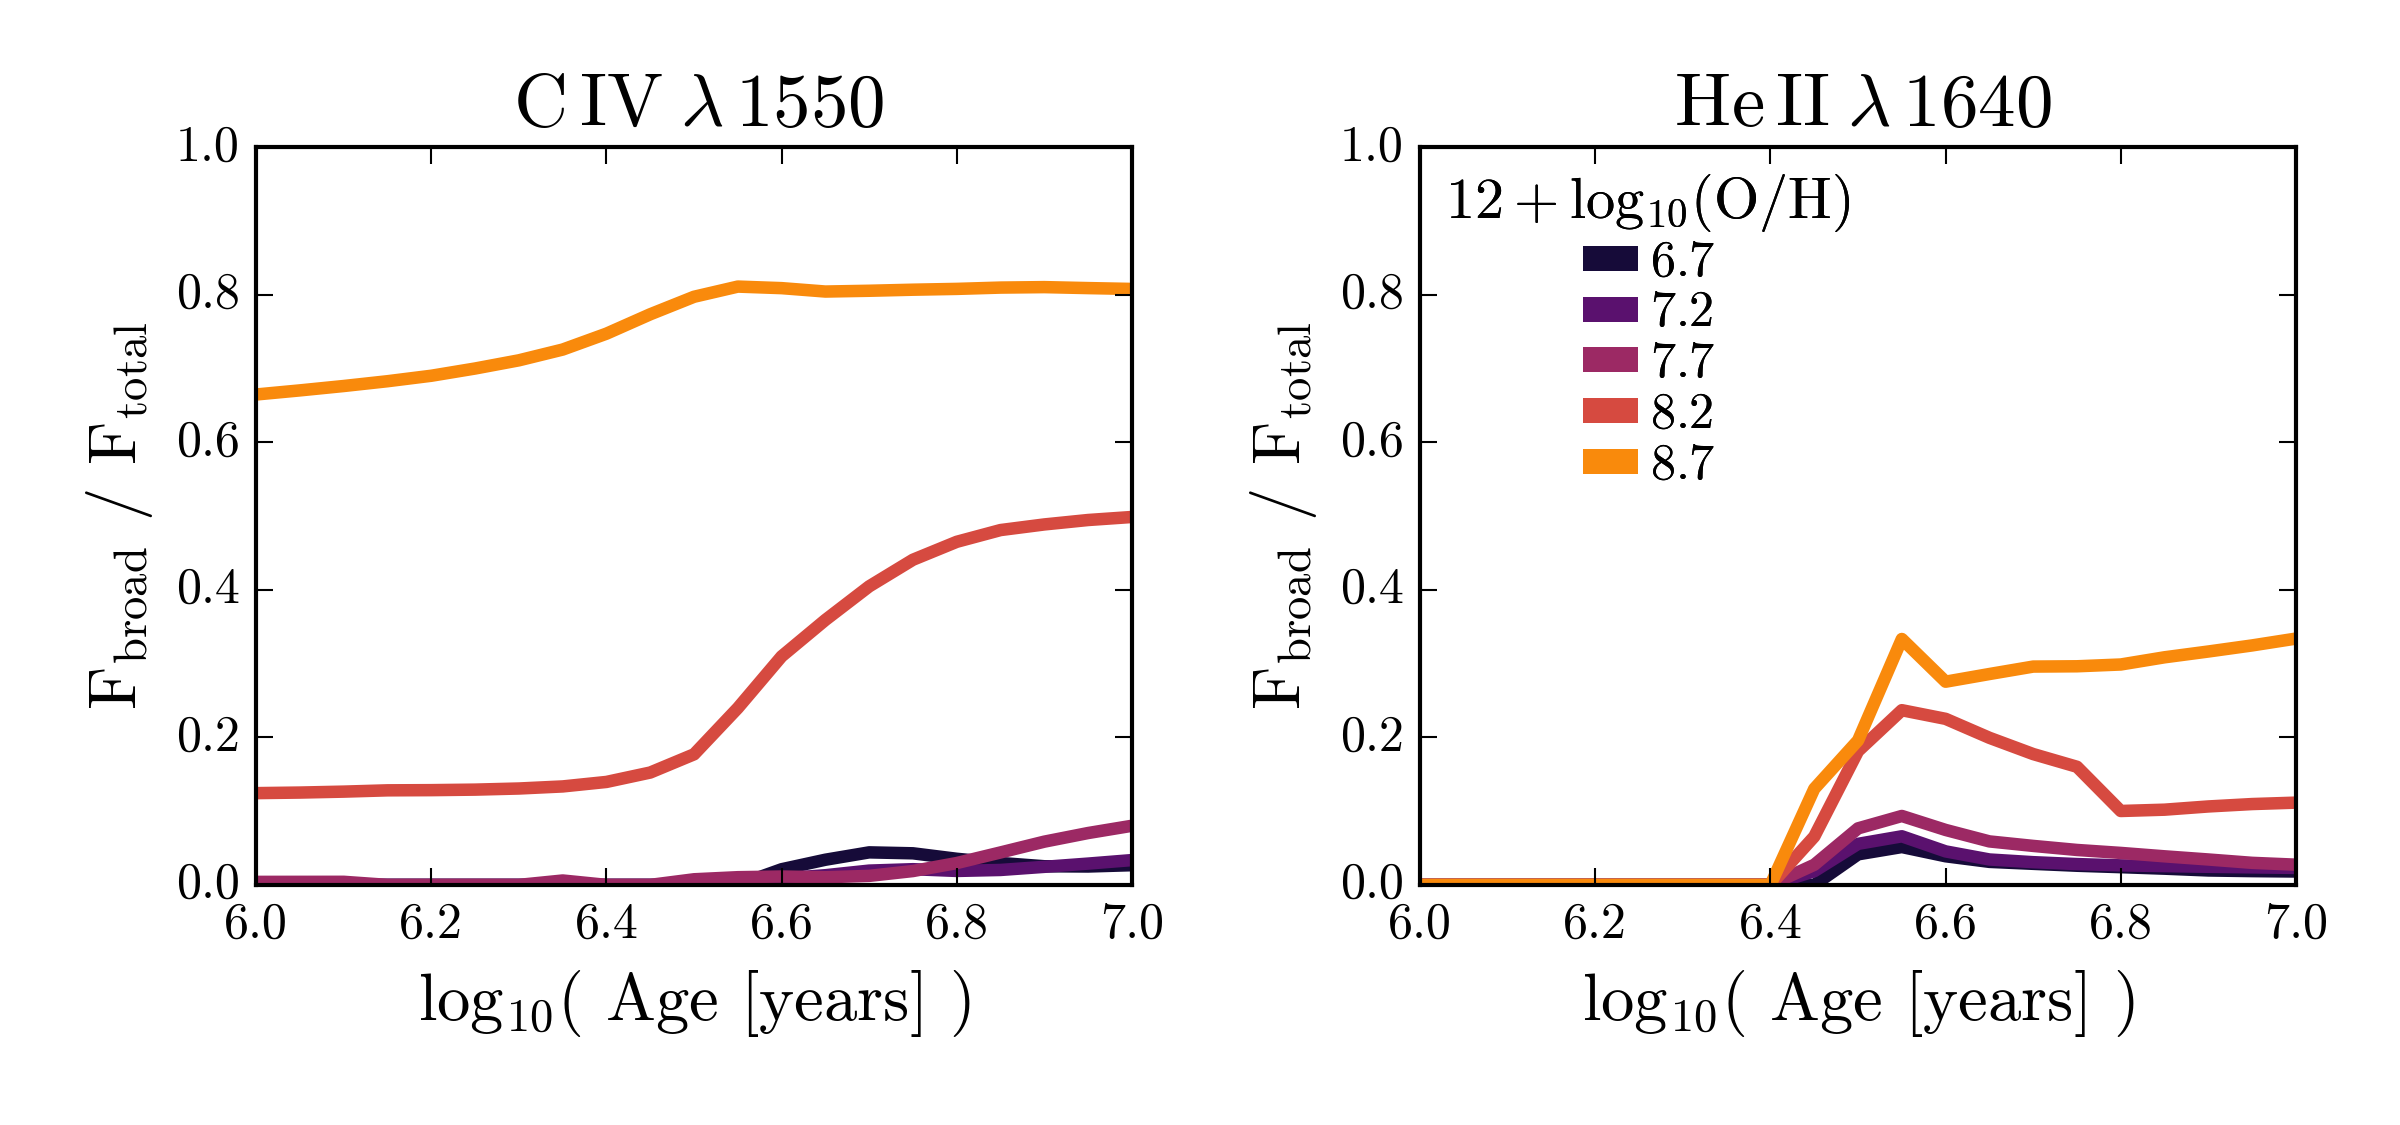 C IV λ 1550
F_broad / F_total
1.0
0.8
0.6
0.4
0.2
0.0
6.0 6.2 6.4 6.6 6.8 7.0
log₁₀( Age [years] )
He II λ 1640
F_broad / F_total
1.0
0.8
0.6
0.4
0.2
0.0
12 + log₁₀(O/H)
6.7
7.2
7.7
8.2
8.7
6.0 6.2 6.4 6.6 6.8 7.0
log₁₀( Age [years] )